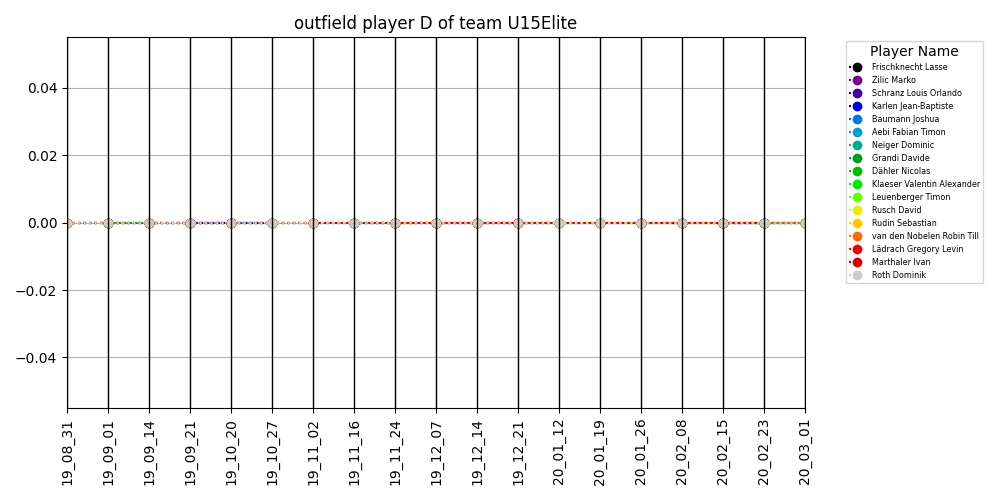 outfield player D of team U15Elite
0.04
0.02
0.00
−0.02
−0.04
19_08_31
19_09_01
19_09_14
19_09_21
19_10_20
19_10_27
19_11_02
19_11_16
19_11_24
19_12_07
19_12_14
19_12_21
20_01_12
20_01_19
20_01_26
20_02_08
20_02_15
20_02_23
20_03_01
Player Name
Frischknecht Lasse
Zilic Marko
Schranz Louis Orlando
Karlen Jean-Baptiste
Baumann Joshua
Aebi Fabian Timon
Neiger Dominic
Grandi Davide
Dähler Nicolas
Klaeser Valentin Alexander
Leuenberger Timon
Rusch David
Rudin Sebastian
van den Nobelen Robin Till
Lädrach Gregory Levin
Marthaler Ivan
Roth Dominik